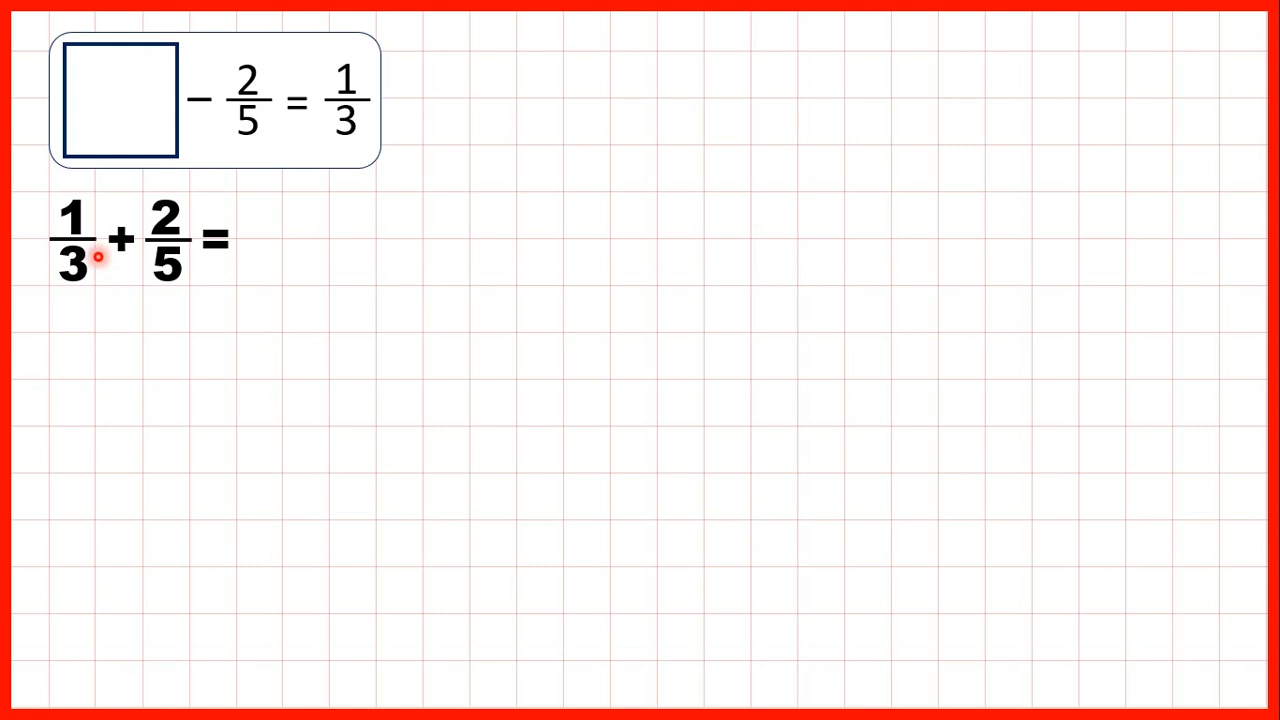 □ − 2/5 = 1/3
1/3 + 2/5 =